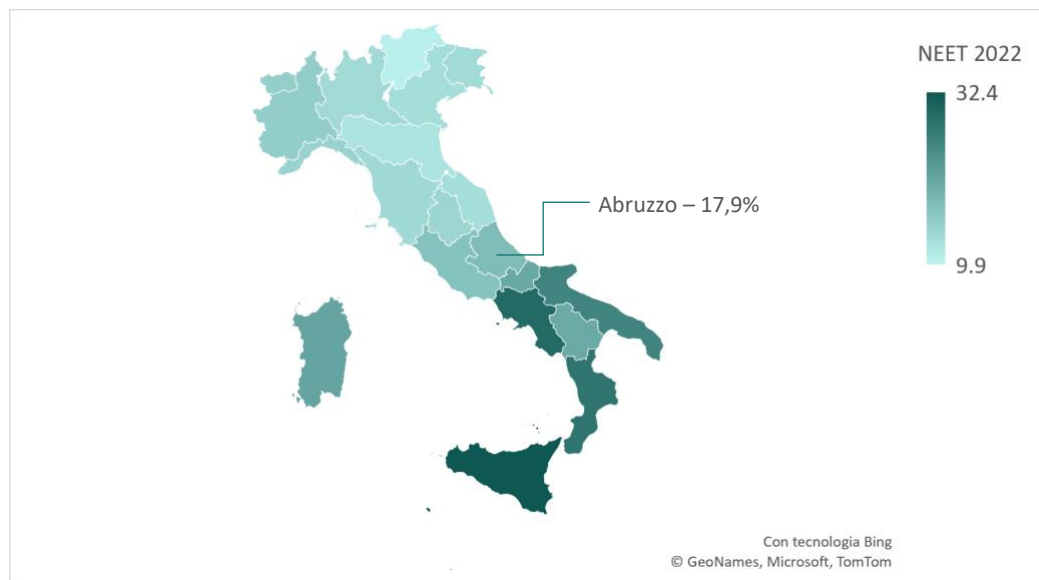 NEET 2022
32.4
Abruzzo – 17,9%
9.9
Con tecnologia Bing
© GeoNames, Microsoft, TomTom